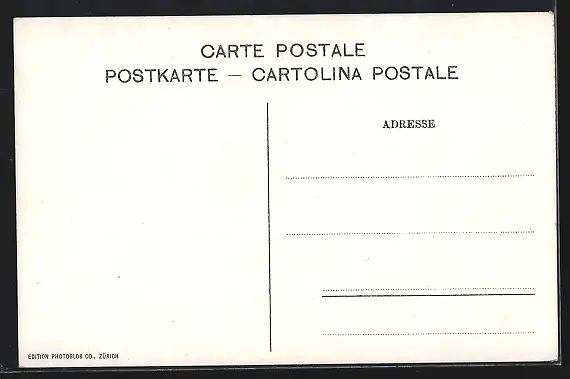 CARTE POSTALE
POSTKARTE — CARTOLINA POSTALE
ADRESSE
EDITION PHOTOGLOB CO., ZÜRICH